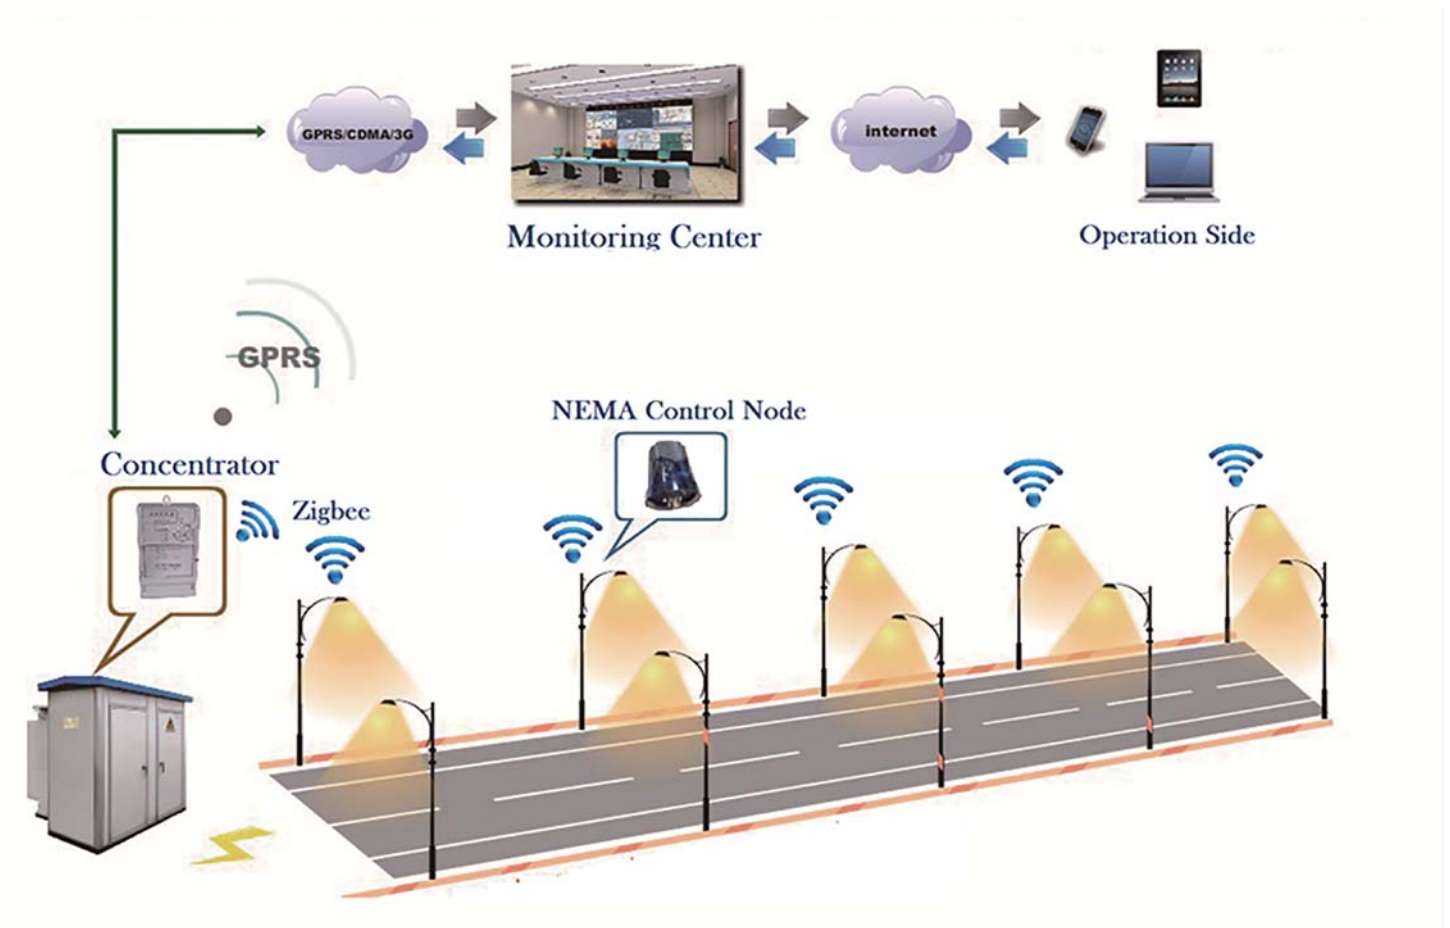 GPRS/CDMA/3G
internet
Monitoring Center
Operation Side
GPRS
NEMA Control Node
Concentrator
Zigbee